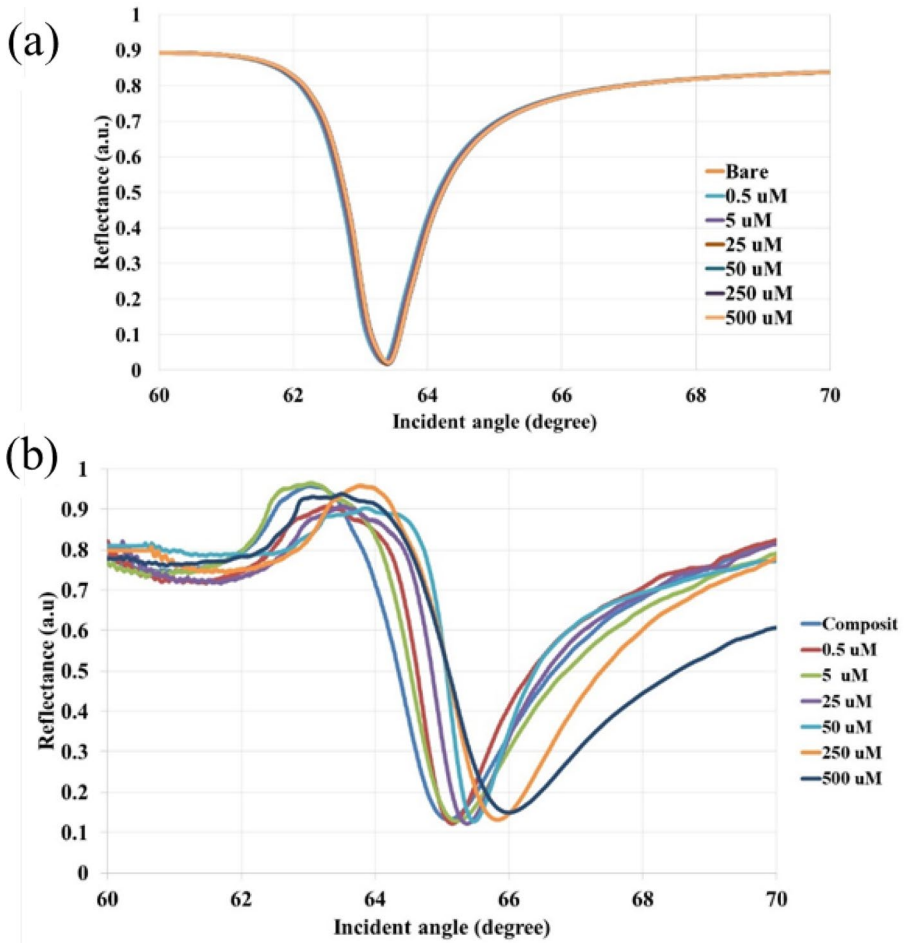 (a)
1
0.9
0.8
0.7
0.6
0.5
0.4
0.3
0.2
0.1
0
Reflectance (a.u.)
Bare
0.5 uM
5 uM
25 uM
50 uM
250 uM
500 uM
60 62 64 66 68 70
Incident angle (degree)
(b)
1
0.9
0.8
0.7
0.6
0.5
0.4
0.3
0.2
0.1
0
Reflectance (a.u)
Composit
0.5 uM
5 uM
25 uM
50 uM
250 uM
500 uM
60 62 64 66 68 70
Incident angle (degree)